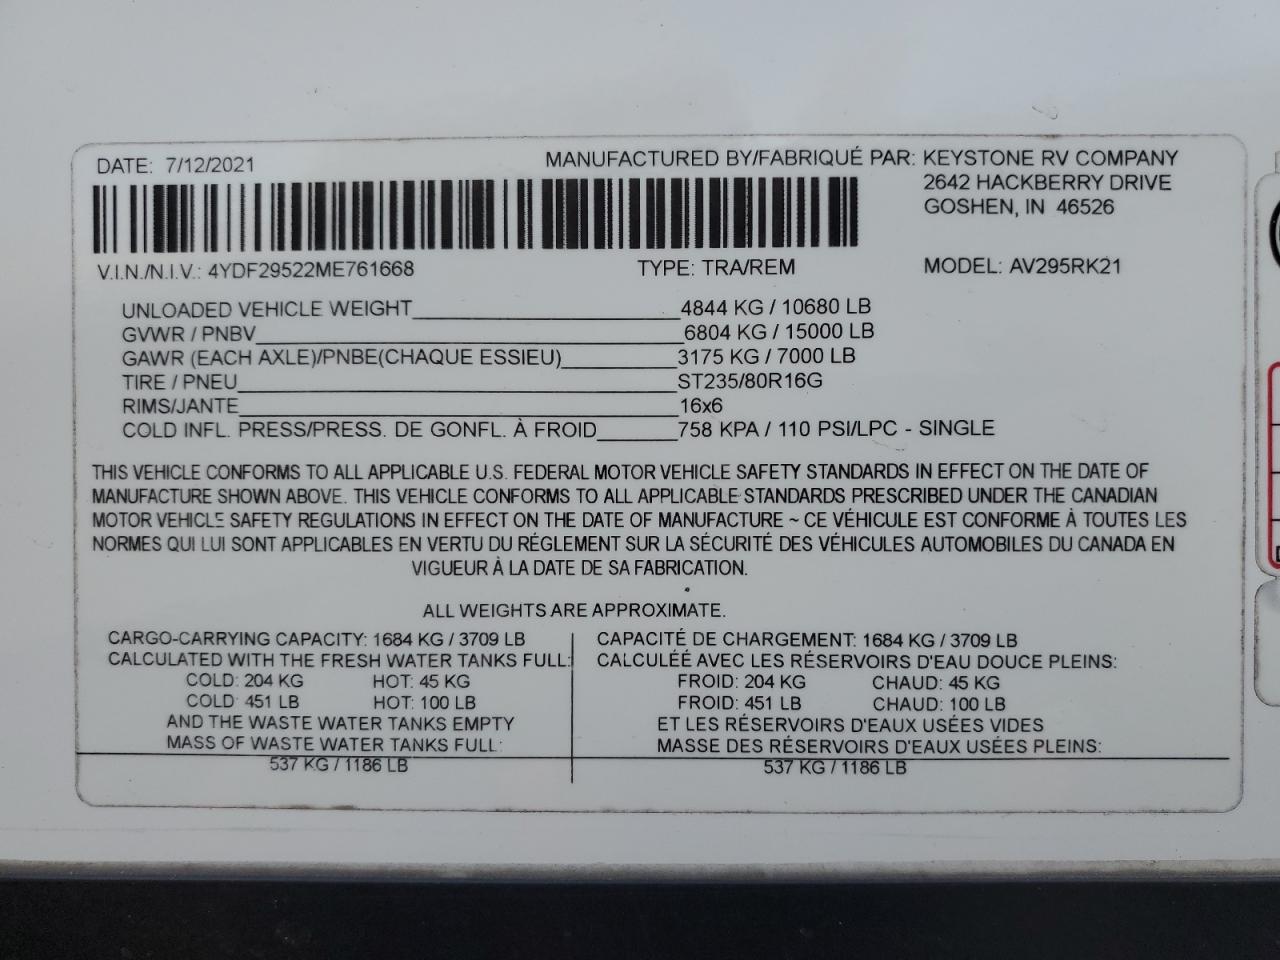 DATE: 7/12/2021 MANUFACTURED BY/FABRIQUÉ PAR: KEYSTONE RV COMPANY
2642 HACKBERRY DRIVE
GOSHEN, IN 46526
V.I.N./N.I.V.: 4YDF29522ME761668 TYPE: TRA/REM MODEL: AV295RK21
UNLOADED VEHICLE WEIGHT 4844 KG / 10680 LB
GVWR / PNBV 6804 KG / 15000 LB
GAWR (EACH AXLE)/PNBE(CHAQUE ESSIEU) 3175 KG / 7000 LB
TIRE / PNEU ST235/80R16G
RIMS/JANTE 16x6
COLD INFL. PRESS/PRESS. DE GONFL. À FROID 758 KPA / 110 PSI/LPC - SINGLE
THIS VEHICLE CONFORMS TO ALL APPLICABLE U.S. FEDERAL MOTOR VEHICLE SAFETY STANDARDS IN EFFECT ON THE DATE OF
MANUFACTURE SHOWN ABOVE. THIS VEHICLE CONFORMS TO ALL APPLICABLE STANDARDS PRESCRIBED UNDER THE CANADIAN
MOTOR VEHICLE SAFETY REGULATIONS IN EFFECT ON THE DATE OF MANUFACTURE ~ CE VÉHICULE EST CONFORME À TOUTES LES
NORMES QUI LUI SONT APPLICABLES EN VERTU DU RÉGLEMENT SUR LA SÉCURITÉ DES VÉHICULES AUTOMOBILES DU CANADA EN
VIGUEUR À LA DATE DE SA FABRICATION.
ALL WEIGHTS ARE APPROXIMATE.
CARGO-CARRYING CAPACITY: 1684 KG / 3709 LB
CALCULATED WITH THE FRESH WATER TANKS FULL:
COLD: 204 KG HOT: 45 KG
COLD: 451 LB HOT: 100 LB
AND THE WASTE WATER TANKS EMPTY
MASS OF WASTE WATER TANKS FULL:
537 KG / 1186 LB
CAPACITÉ DE CHARGEMENT: 1684 KG / 3709 LB
CALCULÉÉ AVEC LES RÉSERVOIRS D'EAU DOUCE PLEINS:
FROID: 204 KG CHAUD: 45 KG
FROID: 451 LB CHAUD: 100 LB
ET LES RÉSERVOIRS D'EAUX USÉES VIDES
MASSE DES RÉSERVOIRS D'EAUX USÉES PLEINS:
537 KG / 1186 LB